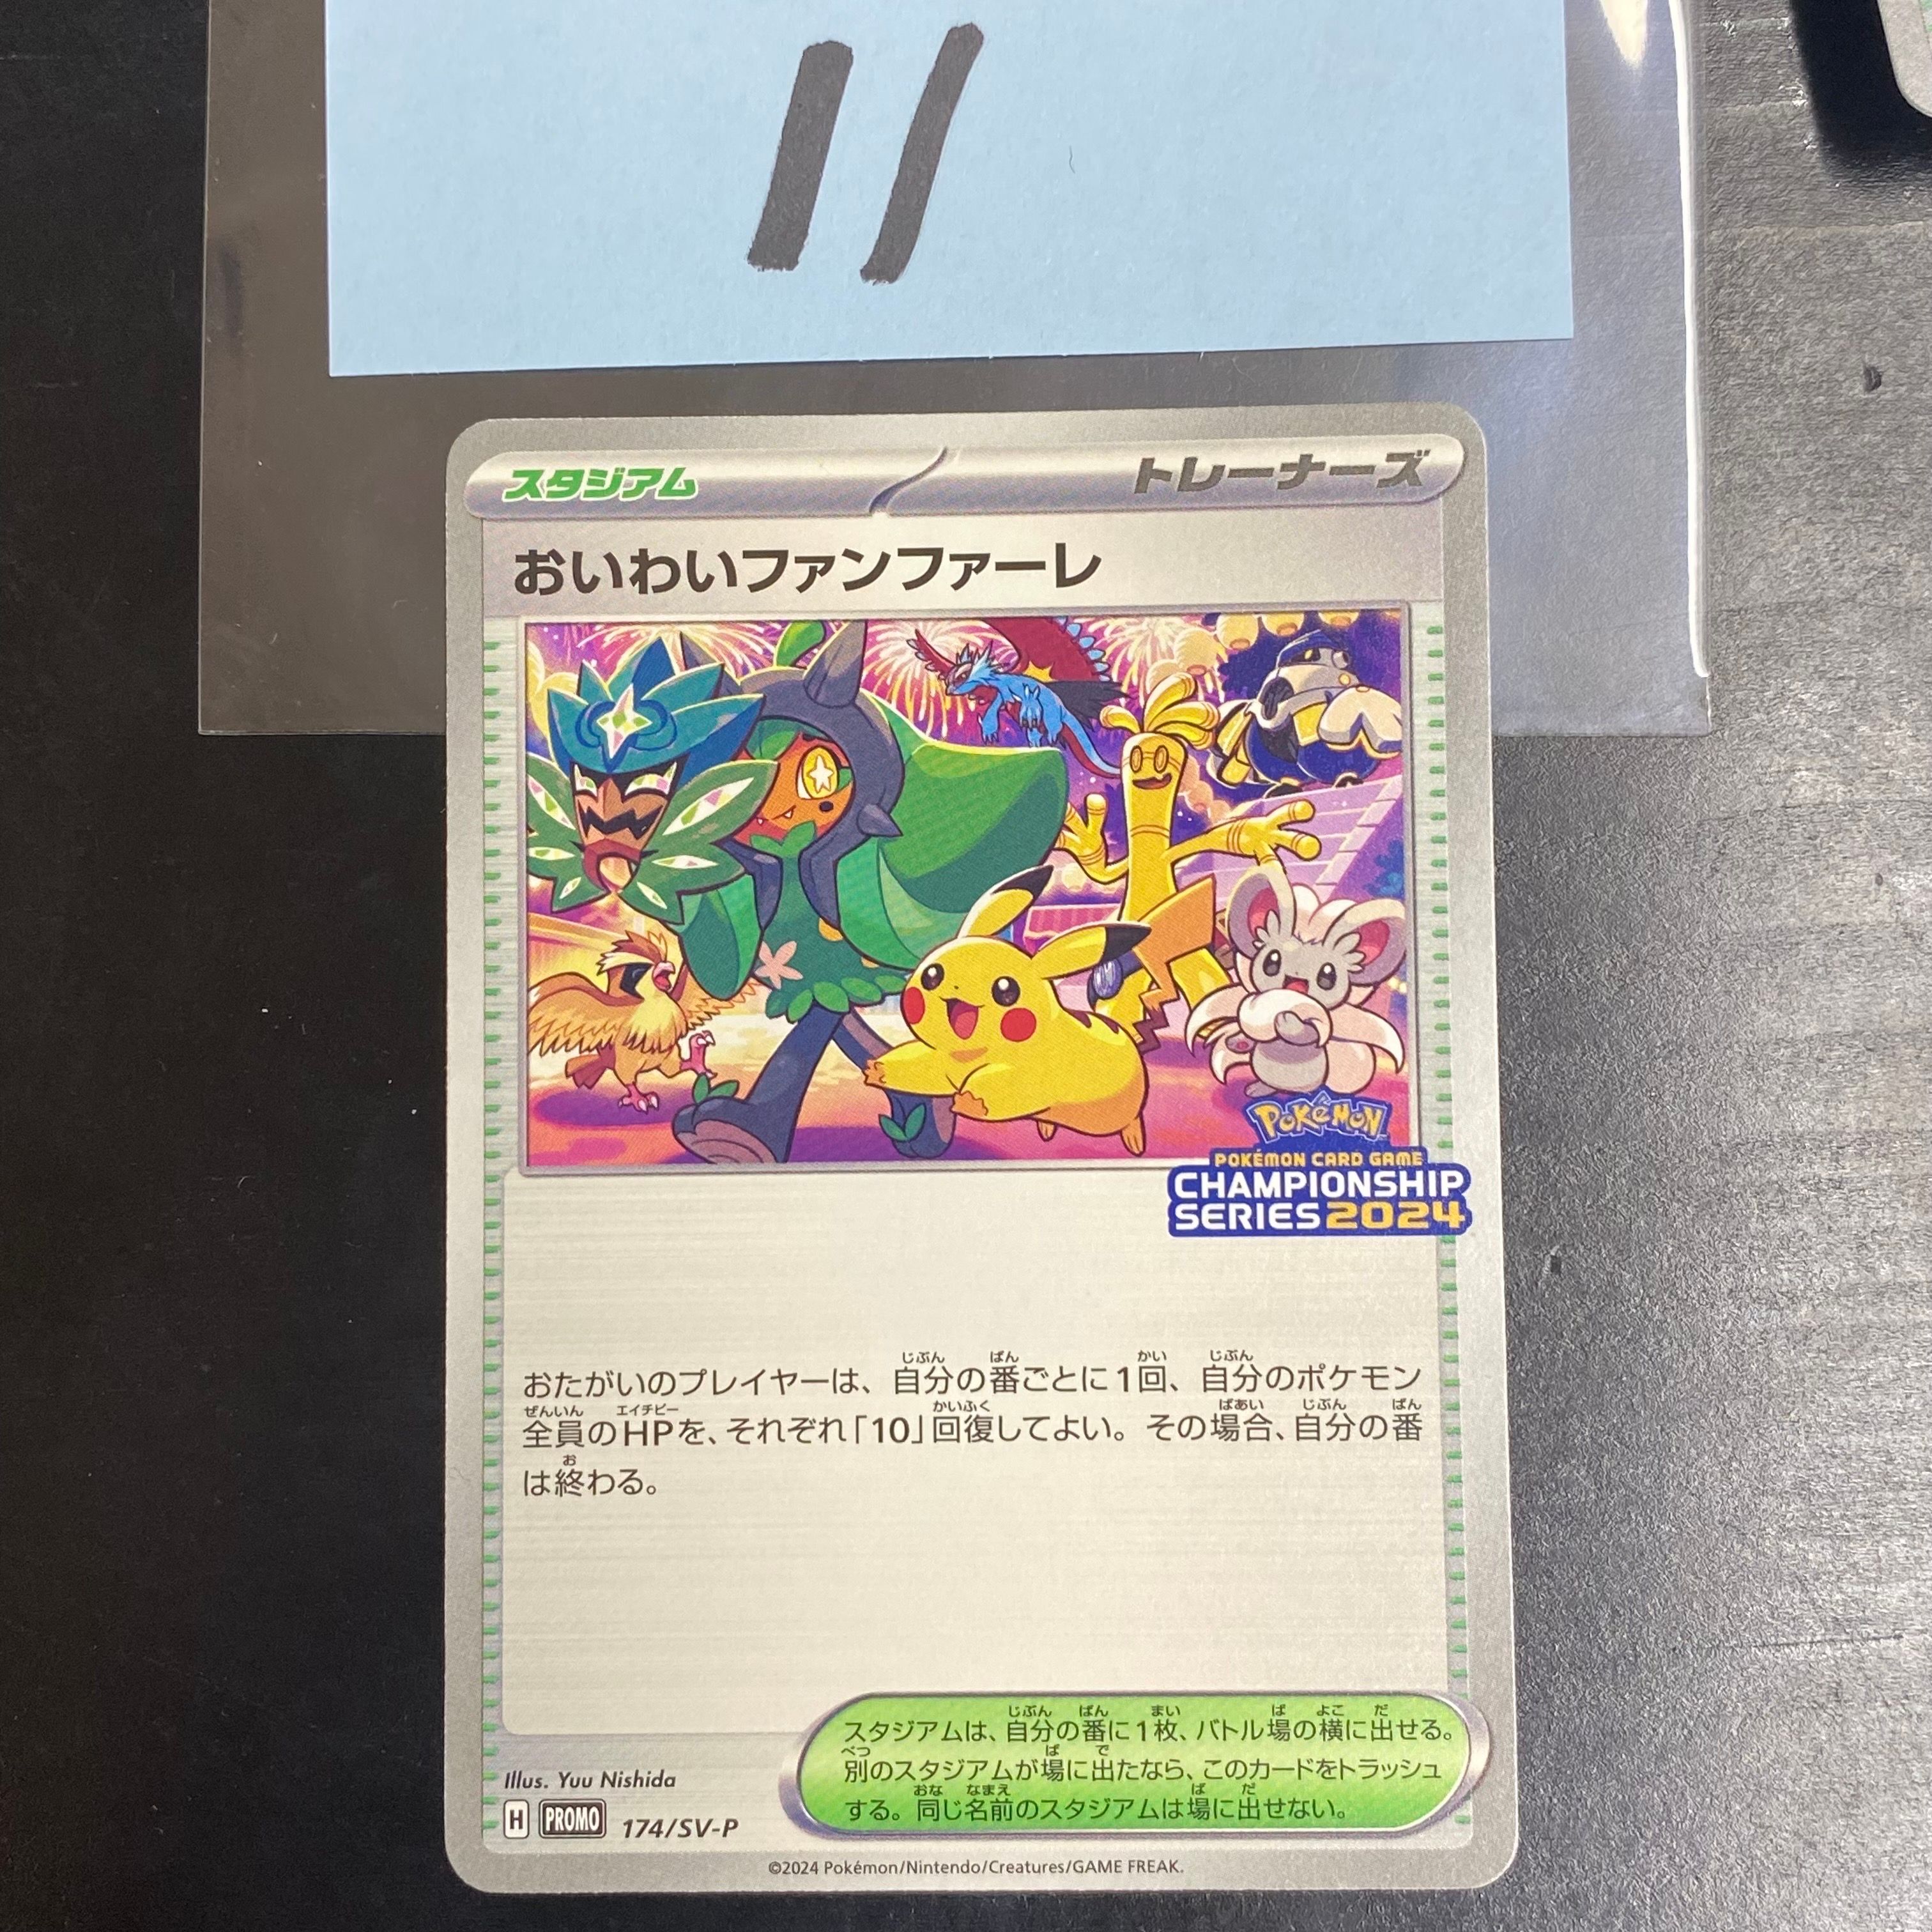 11
スタジアム
トレーナーズ
おいわいファンファーレ
POKéMON
POKÉMON CARD GAME
CHAMPIONSHIP
SERIES 2024
おたがいのプレイヤーは、自分の番ごとに1回、自分のポケモン
全員のHPを、それぞれ「10」回復してよい。その場合、自分の番
は終わる。
スタジアムは、自分の番に1枚、バトル場の横に出せる。
別のスタジアムが場に出たなら、このカードをトラッシュ
する。同じ名前のスタジアムは場に出せない。
Illus. Yuu Nishida
H PROMO 174/SV-P
©2024 Pokémon/Nintendo/Creatures/GAME FREAK.